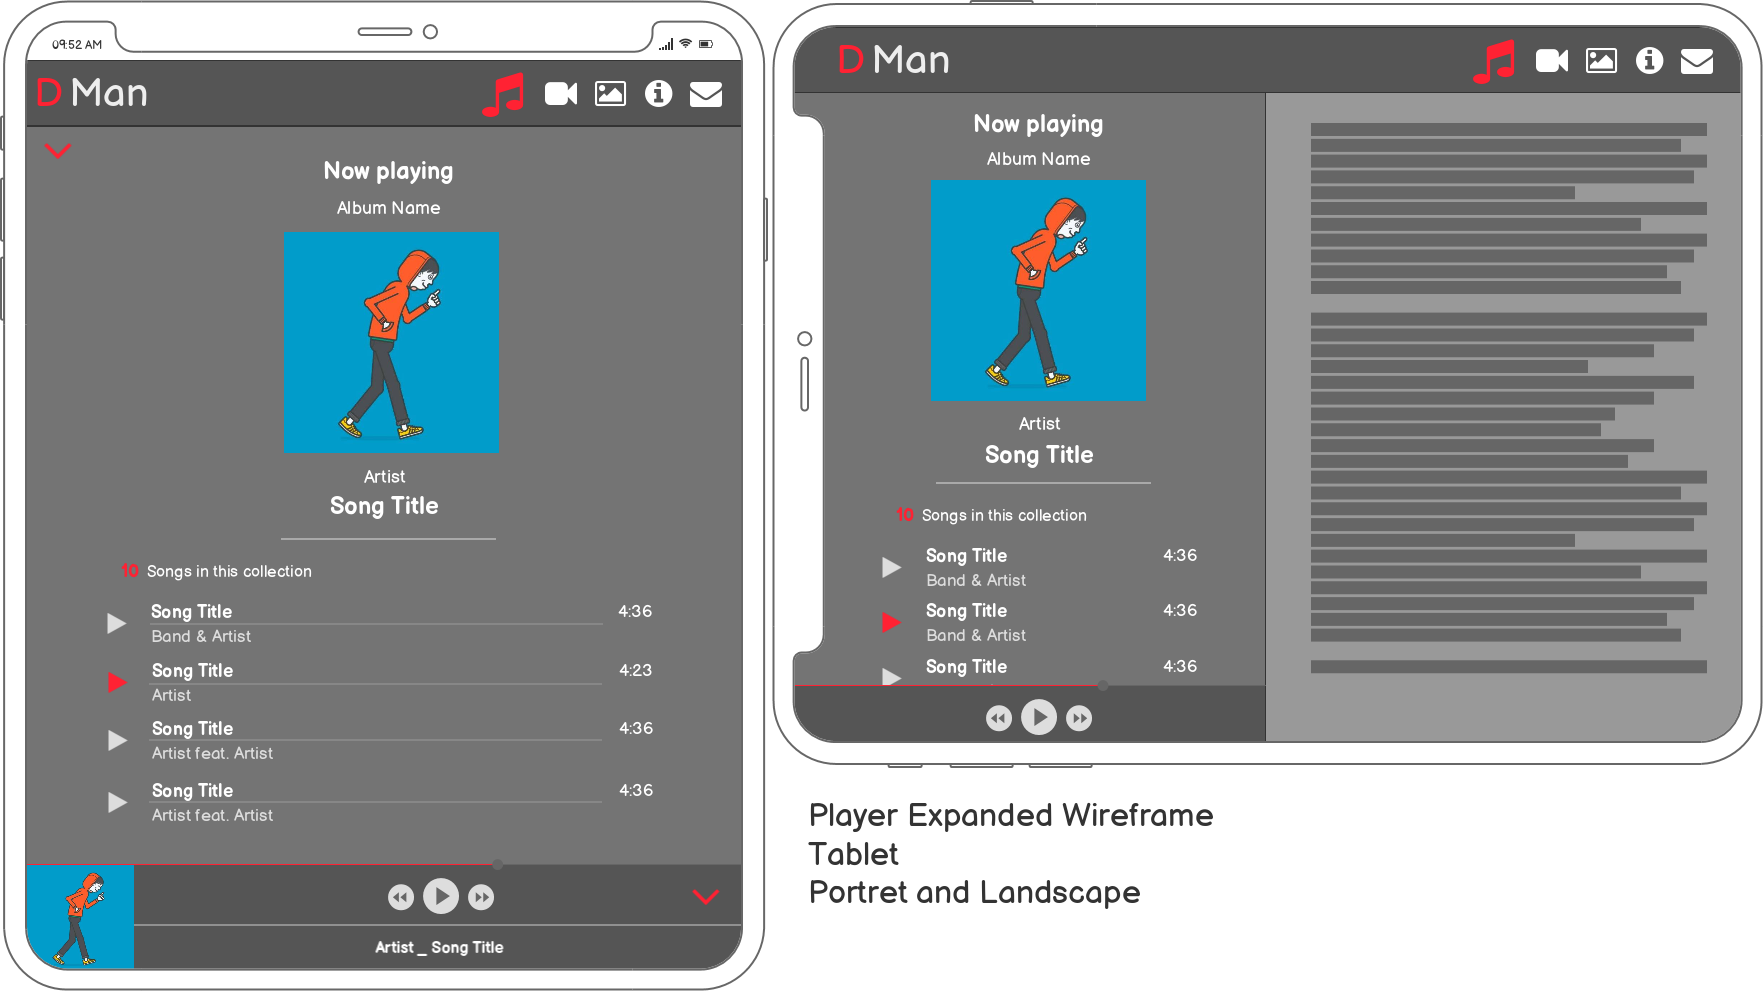 09:52 AM
D Man
Now playing
Album Name
Artist
Song Title
10 Songs in this collection
Song Title 4:36
Band & Artist
Song Title 4:23
Artist
Song Title 4:36
Artist feat. Artist
Song Title 4:36
Artist feat. Artist
Artist _ Song Title
D Man
Now playing
Album Name
Artist
Song Title
10 Songs in this collection
Song Title 4:36
Band & Artist
Song Title 4:36
Band & Artist
Song Title 4:36
Player Expanded Wireframe
Tablet
Portret and Landscape